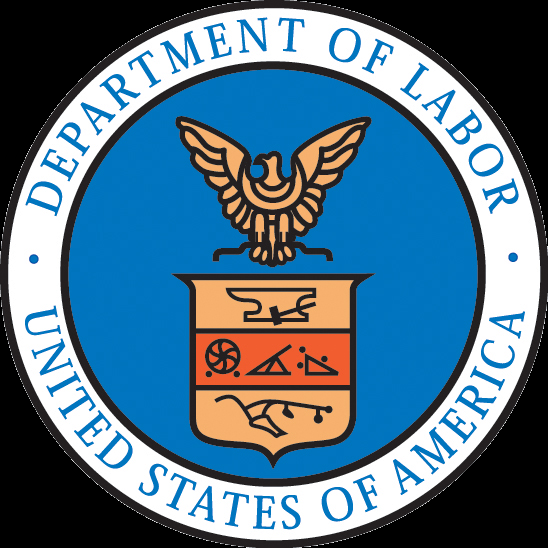 DEPARTMENT OF LABOR
· UNITED STATES OF AMERICA ·